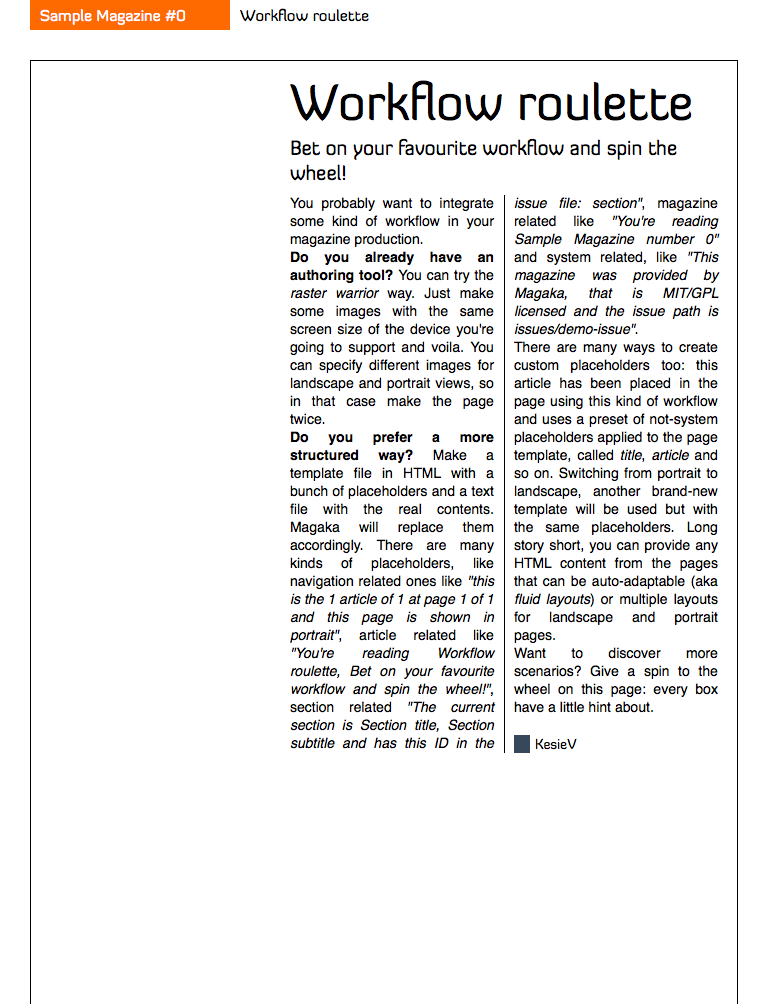 Sample Magazine #0
Workflow roulette
Workflow roulette
Bet on your favourite workflow and spin the
wheel!
You probably want to integrate
some kind of workflow in your
magazine production.
Do you already have an
authoring tool? You can try the
raster warrior way. Just make
some images with the same
screen size of the device you're
going to support and voila. You
can specify different images for
landscape and portrait views, so
in that case make the page
twice.
Do you prefer a more
structured way? Make a
template file in HTML with a
bunch of placeholders and a text
file with the real contents.
Magaka will replace them
accordingly. There are many
kinds of placeholders, like
navigation related ones like "this
is the 1 article of 1 at page 1 of 1
and this page is shown in
portrait", article related like
"You're reading Workflow
roulette, Bet on your favourite
workflow and spin the wheel!",
section related "The current
section is Section title, Section
subtitle and has this ID in the
issue file: section", magazine
related like "You're reading
Sample Magazine number 0"
and system related, like "This
magazine was provided by
Magaka, that is MIT/GPL
licensed and the issue path is
issues/demo-issue".
There are many ways to create
custom placeholders too: this
article has been placed in the
page using this kind of workflow
and uses a preset of not-system
placeholders applied to the page
template, called title, article and
so on. Switching from portrait to
landscape, another brand-new
template will be used but with
the same placeholders. Long
story short, you can provide any
HTML content from the pages
that can be auto-adaptable (aka
fluid layouts) or multiple layouts
for landscape and portrait
pages.
Want to discover more
scenarios? Give a spin to the
wheel on this page: every box
have a little hint about.
KesieV